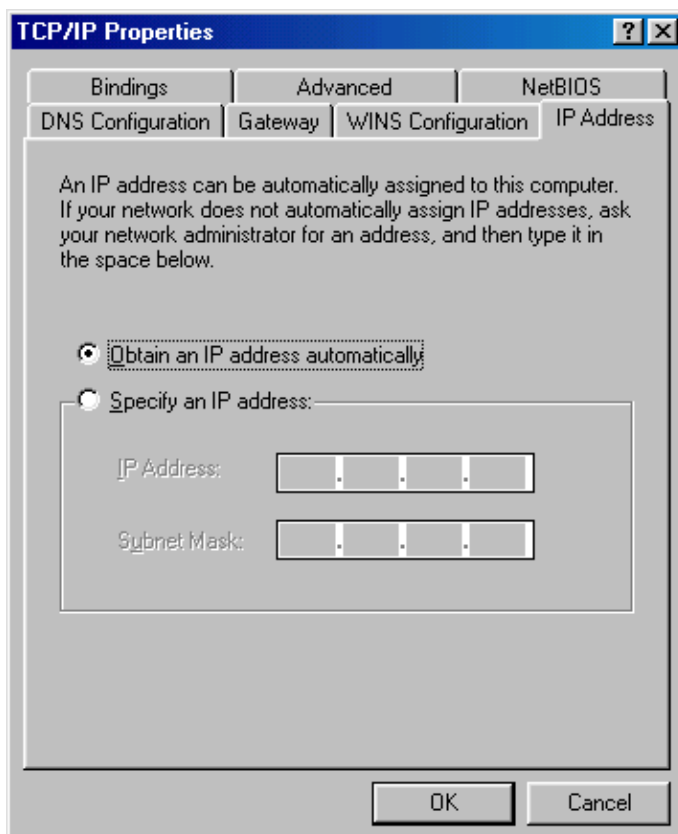 TCP/IP Properties
Bindings Advanced NetBIOS
DNS Configuration Gateway WINS Configuration IP Address
An IP address can be automatically assigned to this computer.
If your network does not automatically assign IP addresses, ask
your network administrator for an address, and then type it in
the space below.
Obtain an IP address automatically
Specify an IP address:
IP Address: . . .
Subnet Mask: . . .
OK Cancel